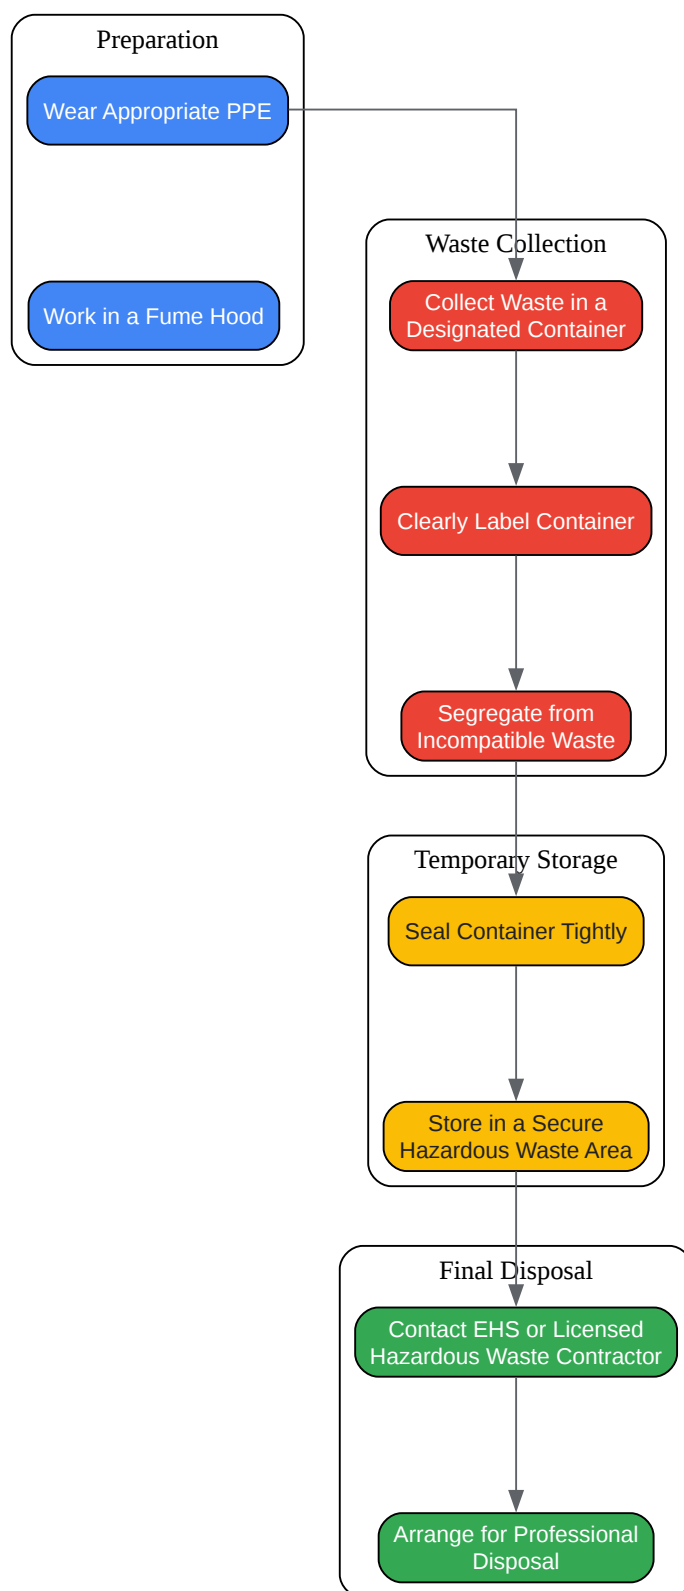 Preparation
Wear Appropriate PPE
Work in a Fume Hood
Waste Collection
Collect Waste in a
Designated Container
Clearly Label Container
Segregate from
Incompatible Waste
Temporary Storage
Seal Container Tightly
Store in a Secure
Hazardous Waste Area
Final Disposal
Contact EHS or Licensed
Hazardous Waste Contractor
Arrange for Professional
Disposal